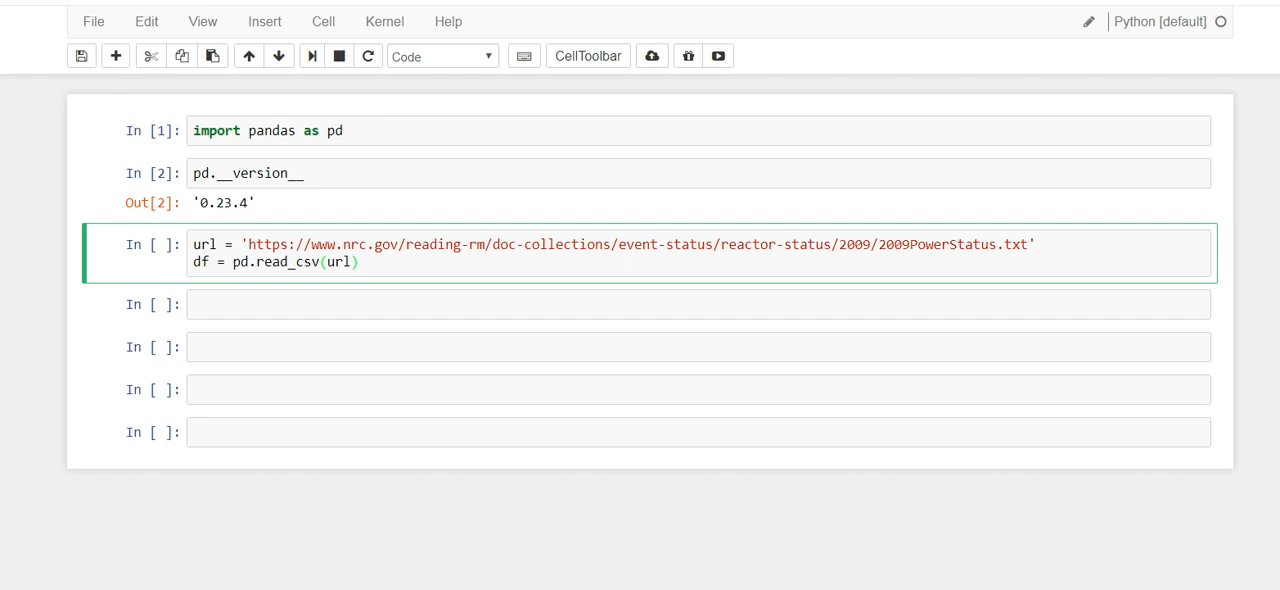 File Edit View Insert Cell Kernel Help Python [default]
Code CellToolbar
In [1]: import pandas as pd
In [2]: pd.__version__
Out[2]: '0.23.4'
In [ ]: url = 'https://www.nrc.gov/reading-rm/doc-collections/event-status/reactor-status/2009/2009PowerStatus.txt'
df = pd.read_csv(url)
In [ ]:
In [ ]:
In [ ]:
In [ ]: